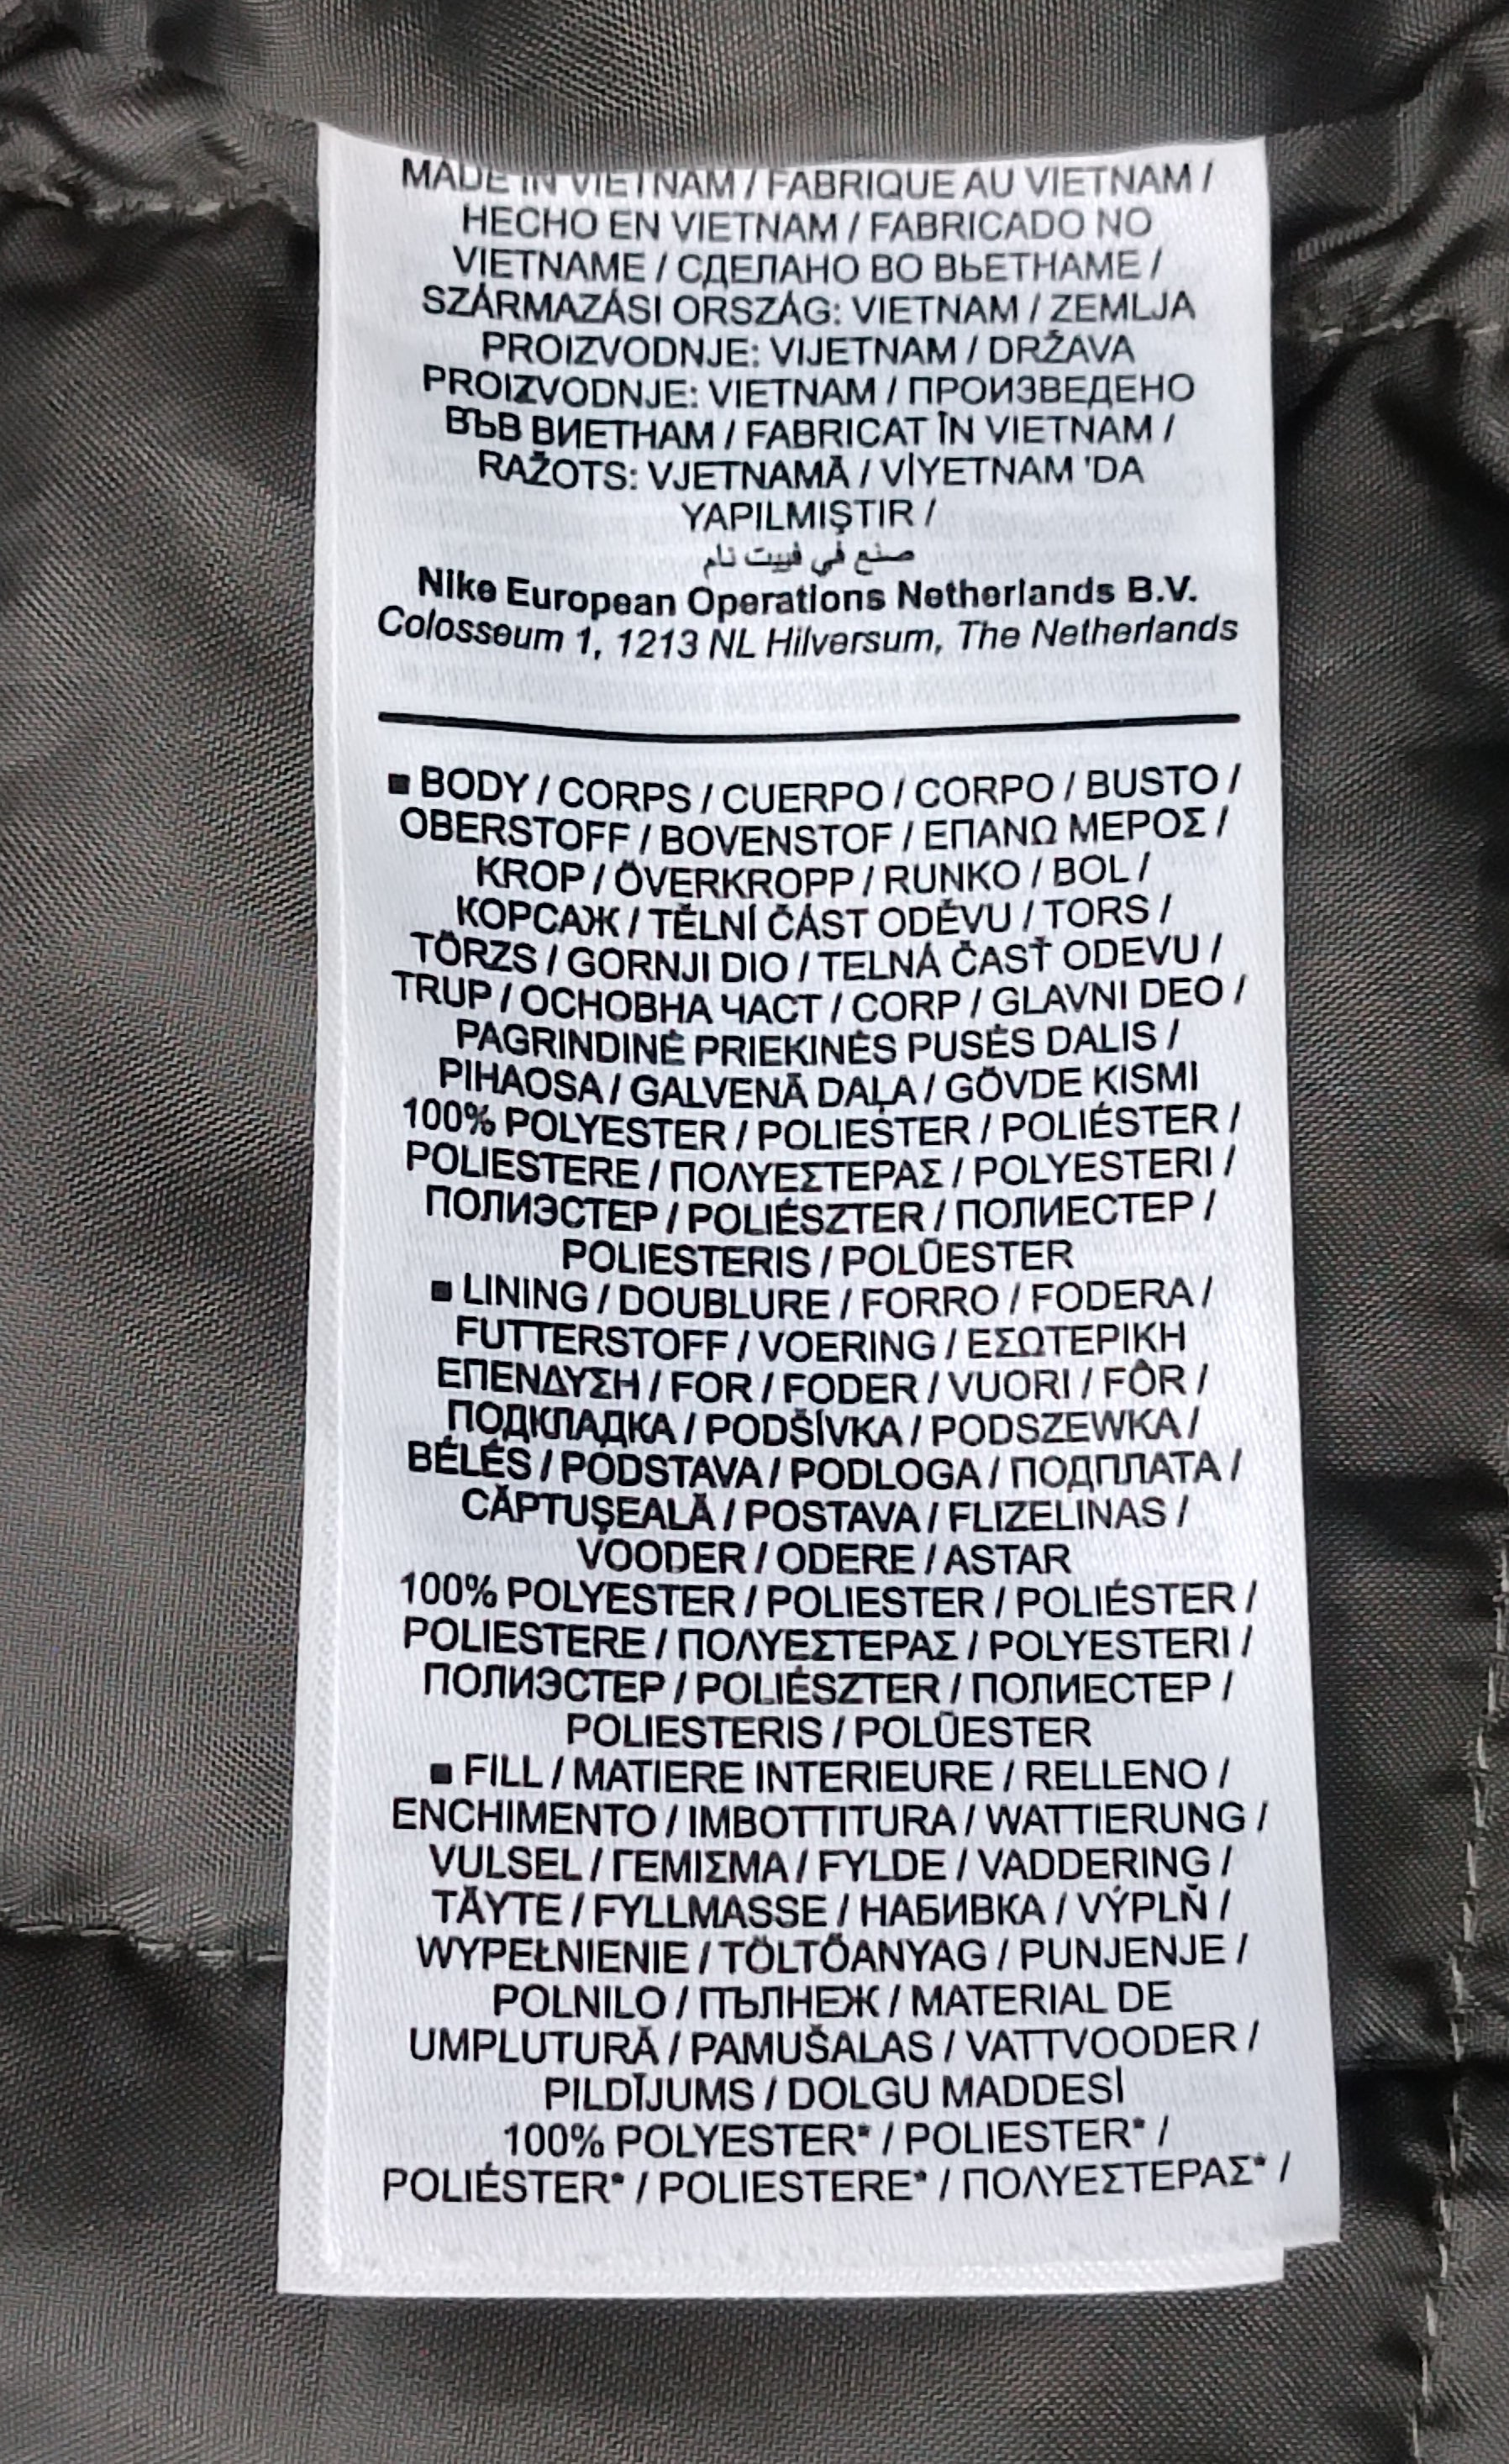 MADE IN VIETNAM / FABRIQUE AU VIETNAM /
HECHO EN VIETNAM / FABRICADO NO
VIETNAME / СДЕЛАНО ВО ВЬЕТНАМЕ /
SZÁRMAZÁSI ORSZÁG: VIETNAM / ZEMLJA
PROIZVODNJE: VIJETNAM / DRŽAVA
PROIZVODNJE: VIETNAM / ПРОИЗВЕДЕНО
ВЪВ ВИЕТНАМ / FABRICAT ÎN VIETNAM /
RAŽOTS: VJETNAMĀ / VİYETNAM 'DA
YAPILMIŞTIR /
صنع في فييت نام
Nike European Operations Netherlands B.V.
Colosseum 1, 1213 NL Hilversum, The Netherlands
■ BODY / CORPS / CUERPO / CORPO / BUSTO /
OBERSTOFF / BOVENSTOF / ΕΠΑΝΩ ΜΕΡΟΣ /
KROP / ÖVERKROPP / RUNKO / BOL /
КОРСАЖ / TĚLNÍ ČÁST ODĚVU / TORS /
TÖRZS / GORNJI DIO / TELNÁ ČASŤ ODEVU /
TRUP / ОСНОВНА ЧАСТ / CORP / GLAVNI DEO /
PAGRINDINĖ PRIEKINĖS PUSĖS DALIS /
PIHAOSA / GALVENĀ DAĻA / GÖVDE KISMI
100% POLYESTER / POLIESTER / POLIÉSTER /
POLIESTERE / ΠΟΛΥΕΣΤΕΡΑΣ / POLYESTERI /
ПОЛИЭСТЕР / POLIÉSZTER / ПОЛИЕСТЕР /
POLIESTERIS / POLÜESTER
■ LINING / DOUBLURE / FORRO / FODERA /
FUTTERSTOFF / VOERING / ΕΣΩΤΕΡΙΚΗ
ΕΠΕΝΔΥΣΗ / FOR / FODER / VUORI / FÔR /
ПОДКЛАДКА / PODŠÍVKA / PODSZEWKA /
BÉLÉS / PODSTAVA / PODLOGA / ПОДПЛАТА /
CĂPTUŞEALĂ / POSTAVA / FLIZELINAS /
VOODER / ODERE / ASTAR
100% POLYESTER / POLIESTER / POLIÉSTER /
POLIESTERE / ΠΟΛΥΕΣΤΕΡΑΣ / POLYESTERI /
ПОЛИЭСТЕР / POLIÉSZTER / ПОЛИЕСТЕР /
POLIESTERIS / POLÜESTER
■ FILL / MATIERE INTERIEURE / RELLENO /
ENCHIMENTO / IMBOTTITURA / WATTIERUNG /
VULSEL / ΓΕΜΙΣΜΑ / FYLDE / VADDERING /
TÄYTE / FYLLMASSE / НАБИВКА / VÝPLŇ /
WYPEŁNIENIE / TÖLTŐANYAG / PUNJENJE /
POLNILO / ПЪЛНЕЖ / MATERIAL DE
UMPLUTURĂ / PAMUŠALAS / VATTVOODER /
PILDĪJUMS / DOLGU MADDESİ
100% POLYESTER* / POLIESTER* /
POLIÉSTER* / POLIESTERE* / ΠΟΛΥΕΣΤΕΡΑΣ* /